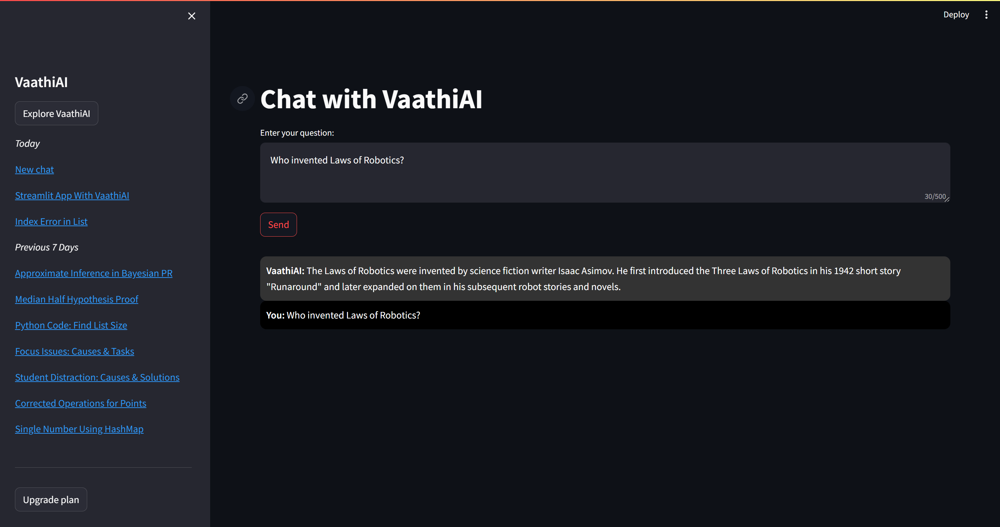 VaathiAI
Explore VaathiAI
Today
New chat
Streamlit App With VaathiAI
Index Error in List
Previous 7 Days
Approximate Inference in Bayesian PR
Median Half Hypothesis Proof
Python Code: Find List Size
Focus Issues: Causes & Tasks
Student Distraction: Causes & Solutions
Corrected Operations for Points
Single Number Using HashMap
Upgrade plan
Deploy
Chat with VaathiAI
Enter your question:
Who invented Laws of Robotics?
30/500
Send
VaathiAI: The Laws of Robotics were invented by science fiction writer Isaac Asimov. He first introduced the Three Laws of Robotics in his 1942 short story
"Runaround" and later expanded on them in his subsequent robot stories and novels.
You: Who invented Laws of Robotics?